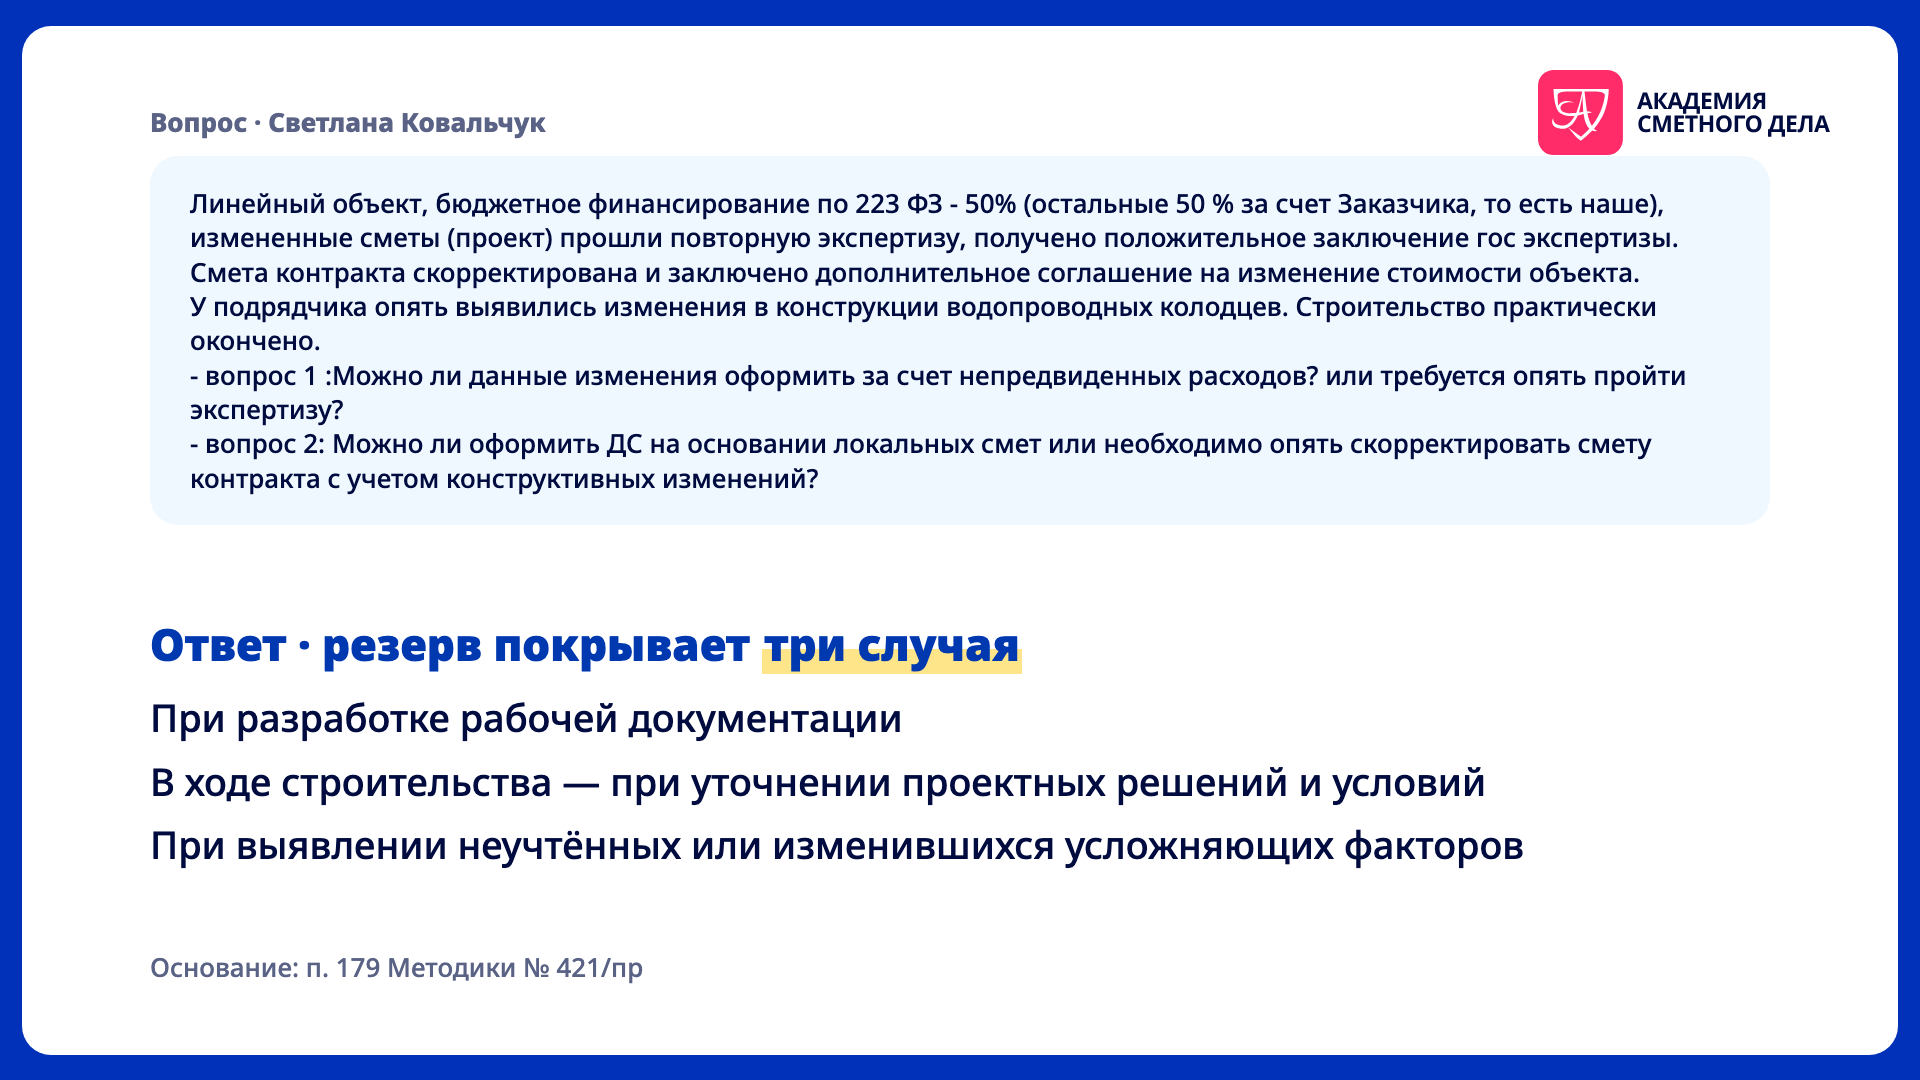 Вопрос · Светлана Ковальчук
АКАДЕМИЯ
СМЕТНОГО ДЕЛА
Линейный объект, бюджетное финансирование по 223 ФЗ - 50% (остальные 50 % за счет Заказчика, то есть наше),
измененные сметы (проект) прошли повторную экспертизу, получено положительное заключение гос экспертизы.
Смета контракта скорректирована и заключено дополнительное соглашение на изменение стоимости объекта.
У подрядчика опять выявились изменения в конструкции водопроводных колодцев. Строительство практически
окончено.
- вопрос 1 :Можно ли данные изменения оформить за счет непредвиденных расходов? или требуется опять пройти
экспертизу?
- вопрос 2: Можно ли оформить ДС на основании локальных смет или необходимо опять скорректировать смету
контракта с учетом конструктивных изменений?
Ответ · резерв покрывает три случая
При разработке рабочей документации
В ходе строительства — при уточнении проектных решений и условий
При выявлении неучтённых или изменившихся усложняющих факторов
Основание: п. 179 Методики № 421/пр